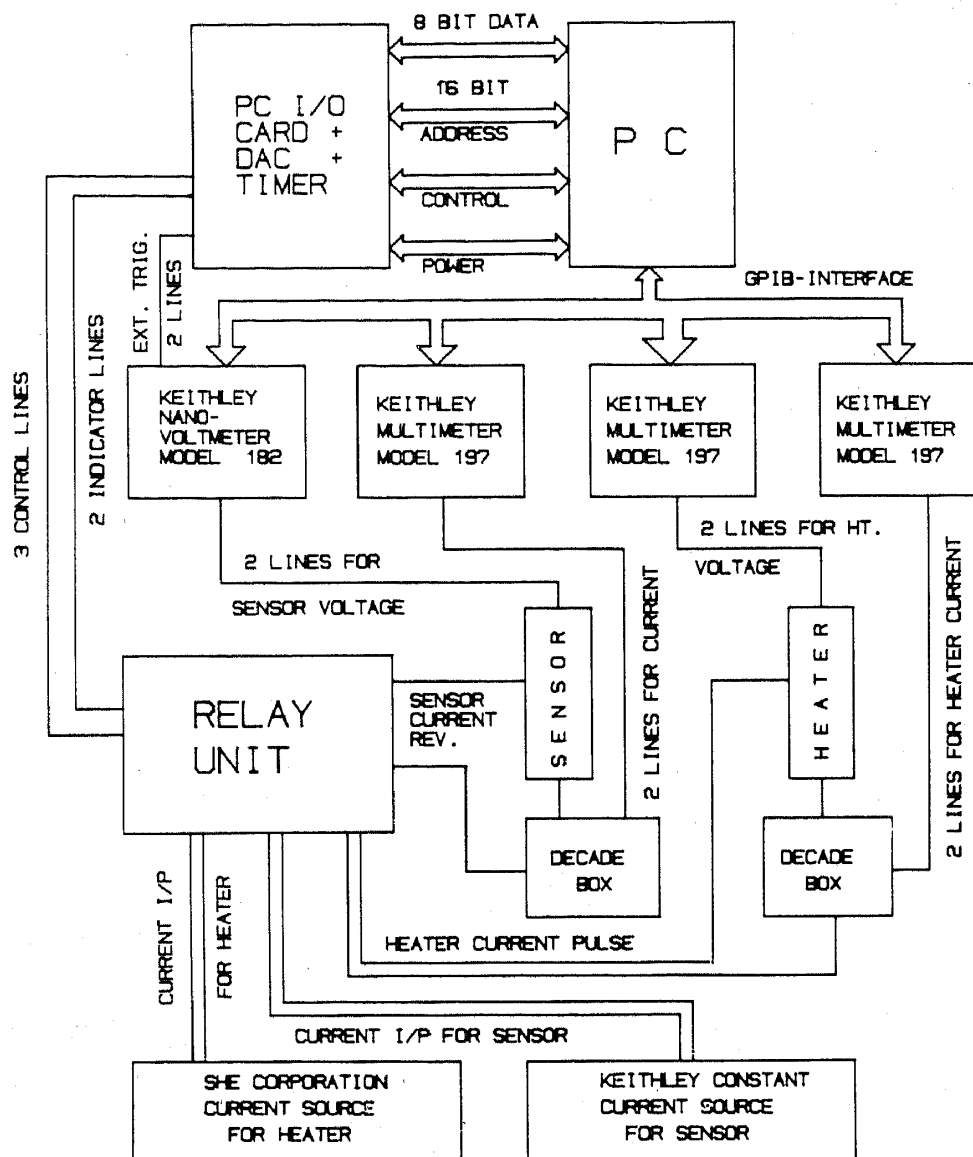 8 BIT DATA
16 BIT
ADDRESS
CONTROL
POWER
PC I/O
CARD +
DAC +
TIMER
P C
GPIB-INTERFACE
EXT. TRIG.
2 LINES
3 CONTROL LINES
2 INDICATOR LINES
KEITHLEY
NANO-
VOLTMETER
MODEL 182
KEITHLEY
MULTIMETER
MODEL 197
KEITHLEY
MULTIMETER
MODEL 197
KEITHLEY
MULTIMETER
MODEL 197
2 LINES FOR
SENSOR VOLTAGE
2 LINES FOR CURRENT
2 LINES FOR HT.
VOLTAGE
2 LINES FOR HEATER CURRENT
RELAY
UNIT
SENSOR
CURRENT
REV.
SENSOR
HEATER
DECADE
BOX
DECADE
BOX
CURRENT I/P
FOR HEATER
HEATER CURRENT PULSE
CURRENT I/P FOR SENSOR
SHE CORPORATION
CURRENT SOURCE
FOR HEATER
KEITHLEY CONSTANT
CURRENT SOURCE
FOR SENSOR